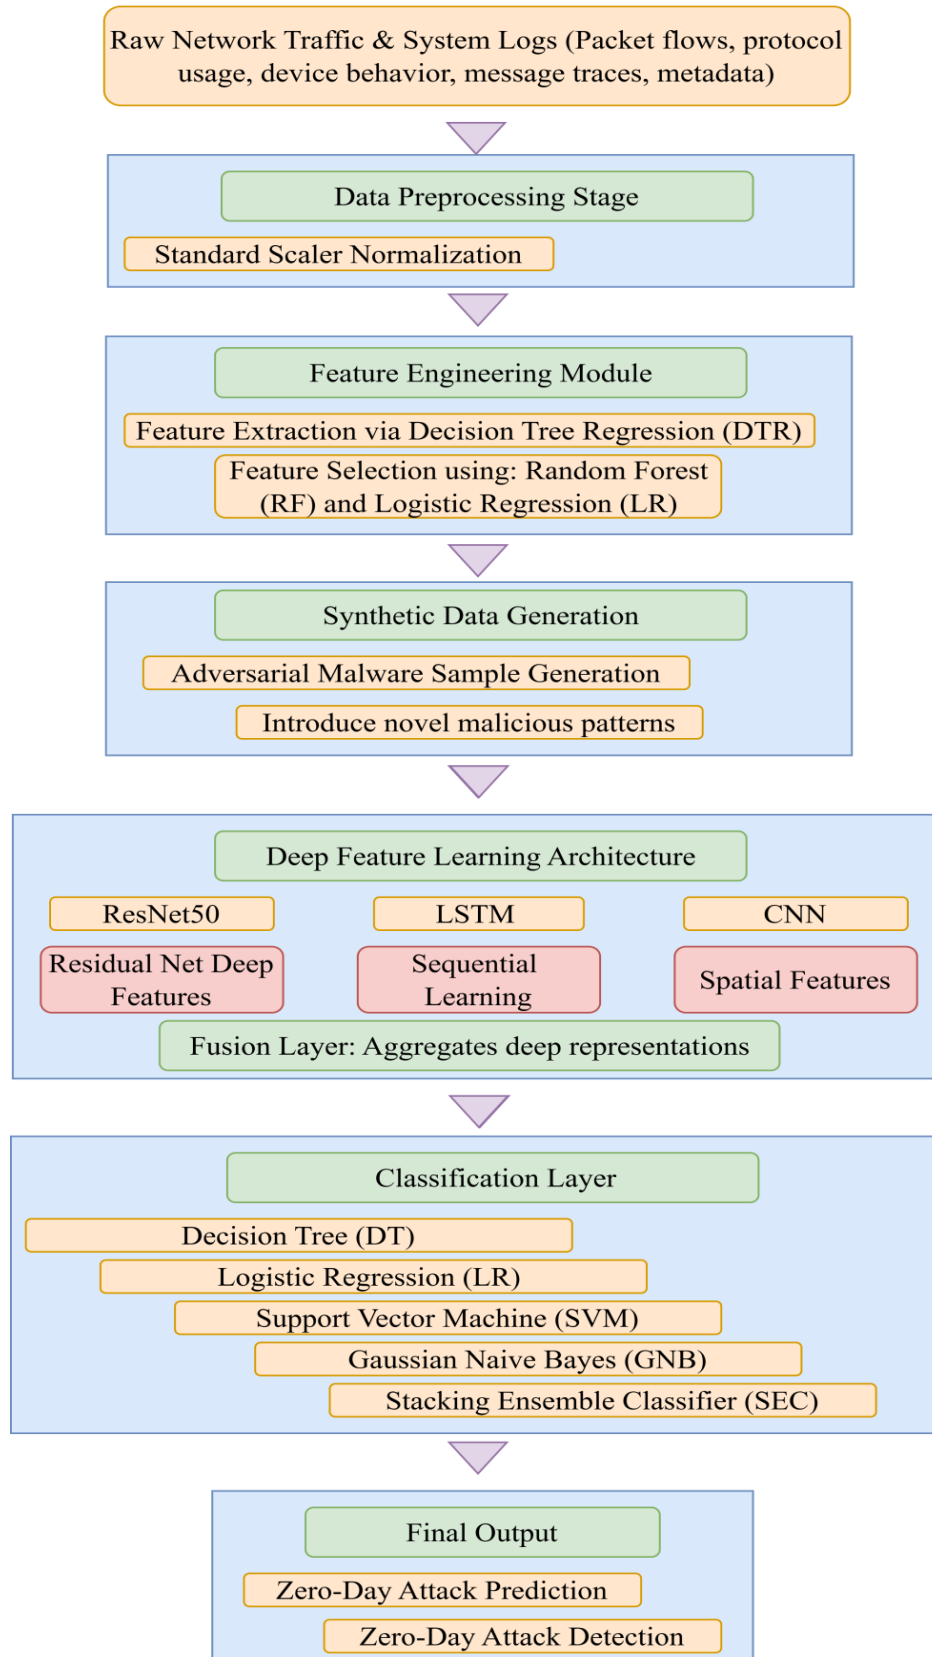 Raw Network Traffic & System Logs (Packet flows, protocol
usage, device behavior, message traces, metadata)
Data Preprocessing Stage
Standard Scaler Normalization
Feature Engineering Module
Feature Extraction via Decision Tree Regression (DTR)
Feature Selection using: Random Forest
(RF) and Logistic Regression (LR)
Synthetic Data Generation
Adversarial Malware Sample Generation
Introduce novel malicious patterns
Deep Feature Learning Architecture
ResNet50
LSTM
CNN
Residual Net Deep
Features
Sequential
Learning
Spatial Features
Fusion Layer: Aggregates deep representations
Classification Layer
Decision Tree (DT)
Logistic Regression (LR)
Support Vector Machine (SVM)
Gaussian Naive Bayes (GNB)
Stacking Ensemble Classifier (SEC)
Final Output
Zero-Day Attack Prediction
Zero-Day Attack Detection